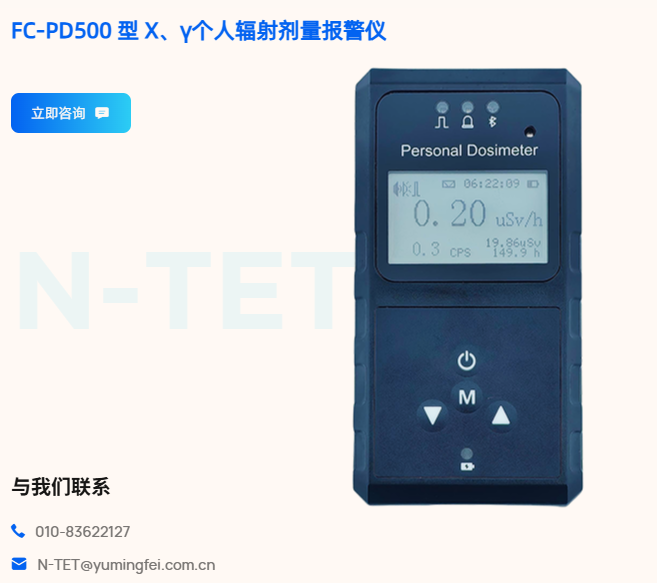 FC-PD500 型 X、γ个人辐射剂量报警仪
立即咨询
Personal Dosimeter
06:22:09
0.20 uSv/h
0.3 CPS
19.86uSv
149.9 h
M
N-TET
与我们联系
010-83622127
N-TET@yumingfei.com.cn